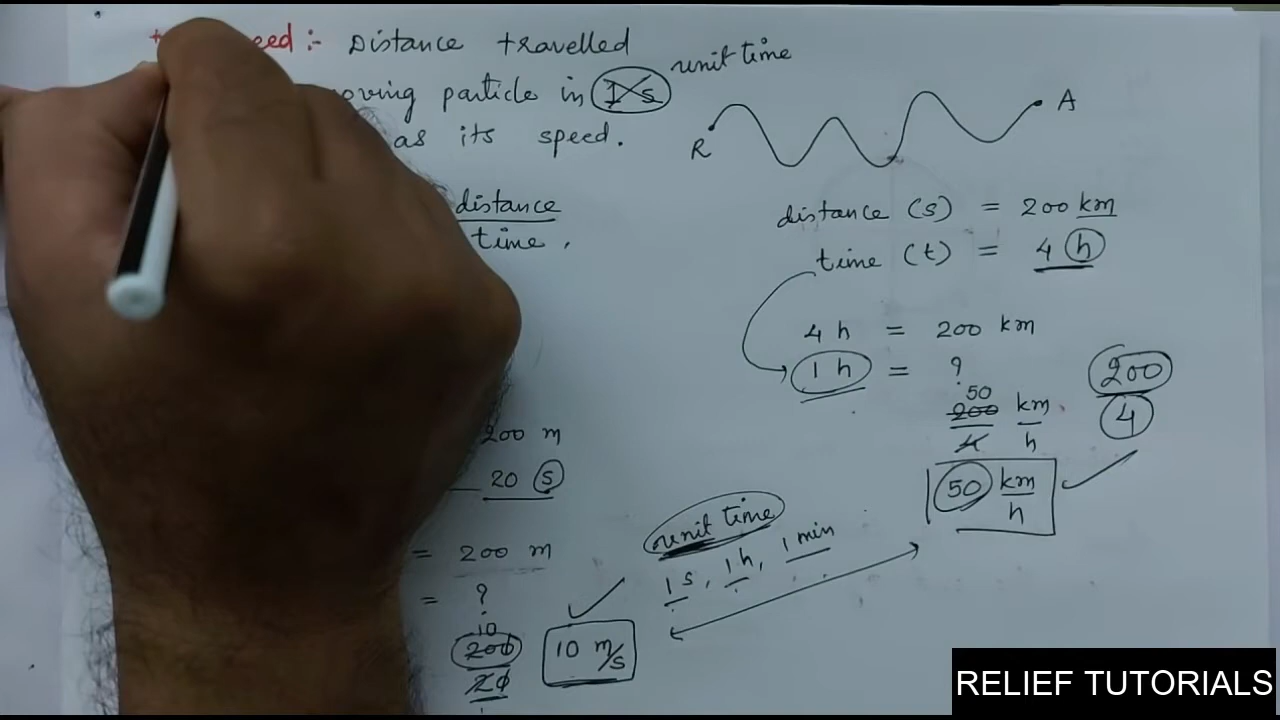 :- Distance travelled
particle in 1s unit time
as its speed.
R A
distance
time .
distance (s) = 200 km
time (t) = 4 h
4 h = 200 km
1 h = ?
50
200 km
4 h
200
4
50 km
h
200 m
20 s
= 200 m
= ?
10
200
20
10 m/s
unit time
1s, 1h, 1 min
RELIEF TUTORIALS